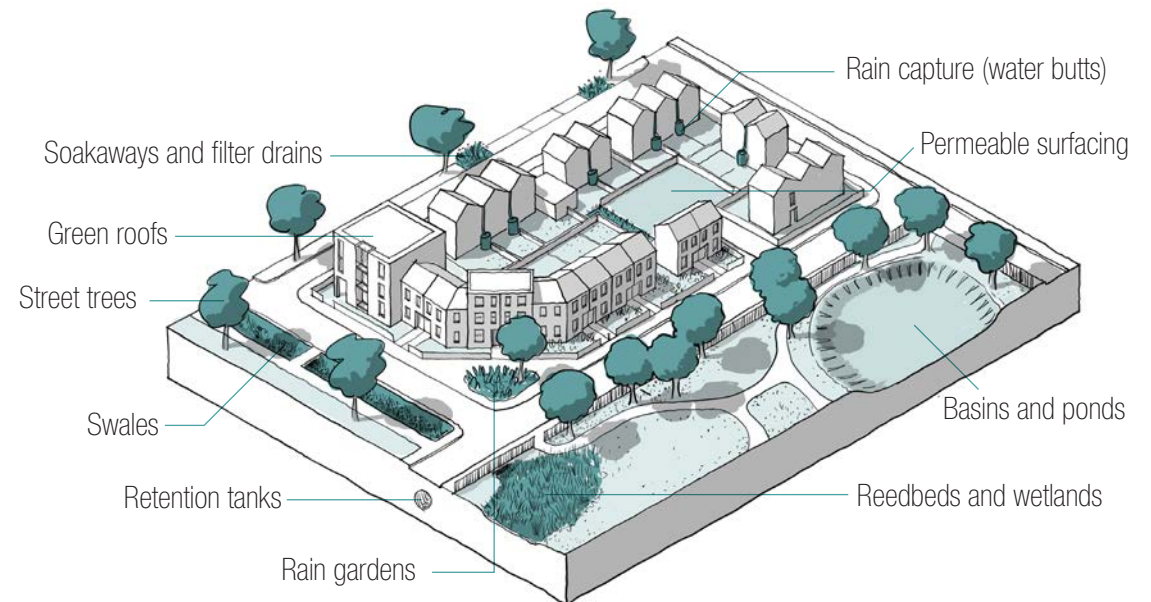 Rain capture (water butts)
Permeable surfacing
Soakaways and filter drains
Green roofs
Street trees
Swales
Basins and ponds
Retention tanks
Reedbeds and wetlands
Rain gardens